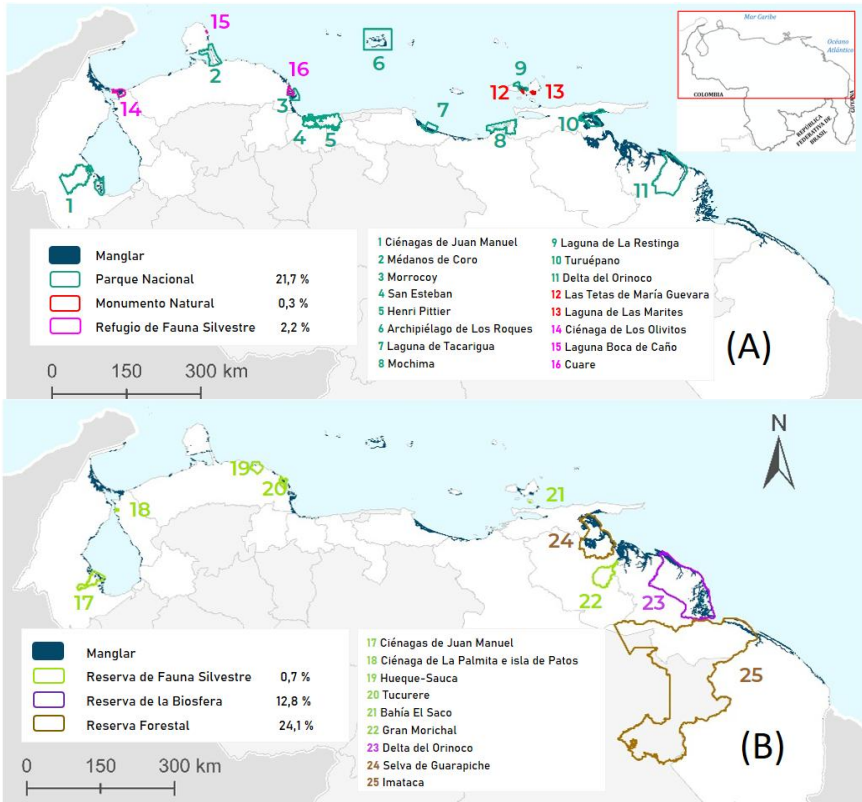 Mar Caribe
Océano
Atlántico
COLOMBIA
GUYANA
REPÚBLICA
FEDERATIVA DE
BRASIL
15
2
16
14
3
4
5
6
7
8
9
12
13
10
11
1
Manglar
Parque Nacional 21,7 %
Monumento Natural 0,3 %
Refugio de Fauna Silvestre 2,2 %
0 150 300 km
1 Ciénagas de Juan Manuel
2 Médanos de Coro
3 Morrocoy
4 San Esteban
5 Henri Pittier
6 Archipiélago de Los Roques
7 Laguna de Tacarigua
8 Mochima
9 Laguna de La Restinga
10 Turuépano
11 Delta del Orinoco
12 Las Tetas de María Guevara
13 Laguna de Las Marites
14 Ciénaga de Los Olivitos
15 Laguna Boca de Caño
16 Cuare
(A)
N
19
20
18
17
21
24
22
23
25
Manglar
Reserva de Fauna Silvestre 0,7 %
Reserva de la Biosfera 12,8 %
Reserva Forestal 24,1 %
0 150 300 km
17 Ciénagas de Juan Manuel
18 Ciénaga de La Palmita e isla de Patos
19 Hueque-Sauca
20 Tucurere
21 Bahía El Saco
22 Gran Morichal
23 Delta del Orinoco
24 Selva de Guarapiche
25 Imataca
(B)